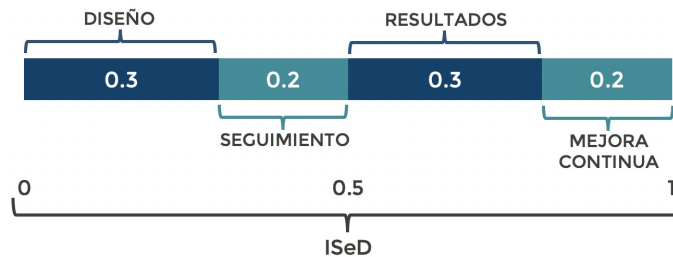 DISEÑO
RESULTADOS
0.3
0.2
0.3
0.2
SEGUIMIENTO
MEJORA
CONTINUA
0
0.5
1
ISeD